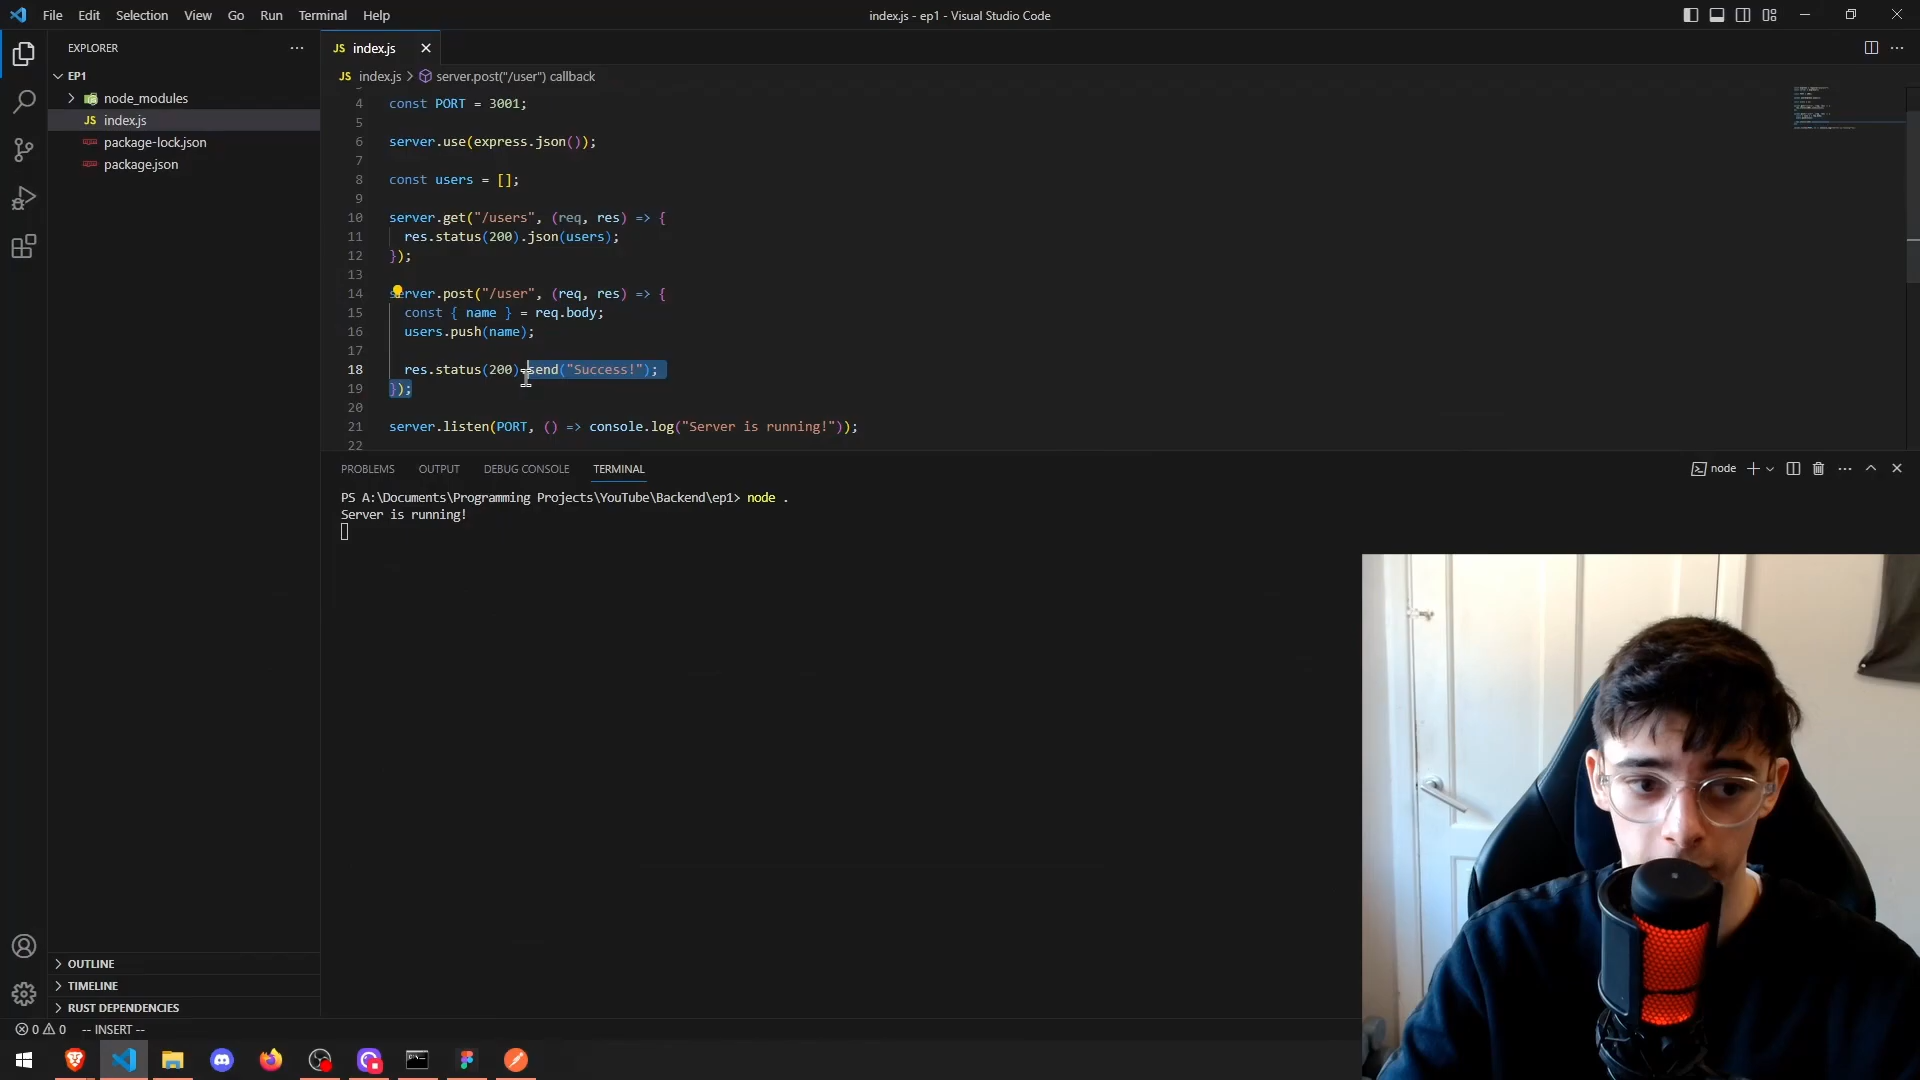 File Edit Selection View Go Run Terminal Help
index.js - ep1 - Visual Studio Code
EXPLORER
EP1
node_modules
JS index.js
package-lock.json
package.json
OUTLINE
TIMELINE
RUST DEPENDENCIES
JS index.js
JS index.js > server.post("/user") callback
4 const PORT = 3001;
5
6 server.use(express.json());
7
8 const users = [];
9
10 server.get("/users", (req, res) => {
11 res.status(200).json(users);
12 });
13
14 server.post("/user", (req, res) => {
15 const { name } = req.body;
16 users.push(name);
17
18 res.status(200).send("Success!");
19 });
20
21 server.listen(PORT, () => console.log("Server is running!"));
22
PROBLEMS OUTPUT DEBUG CONSOLE TERMINAL
node
PS A:\Documents\Programming Projects\YouTube\Backend\ep1> node .
Server is running!
0 0 -- INSERT --